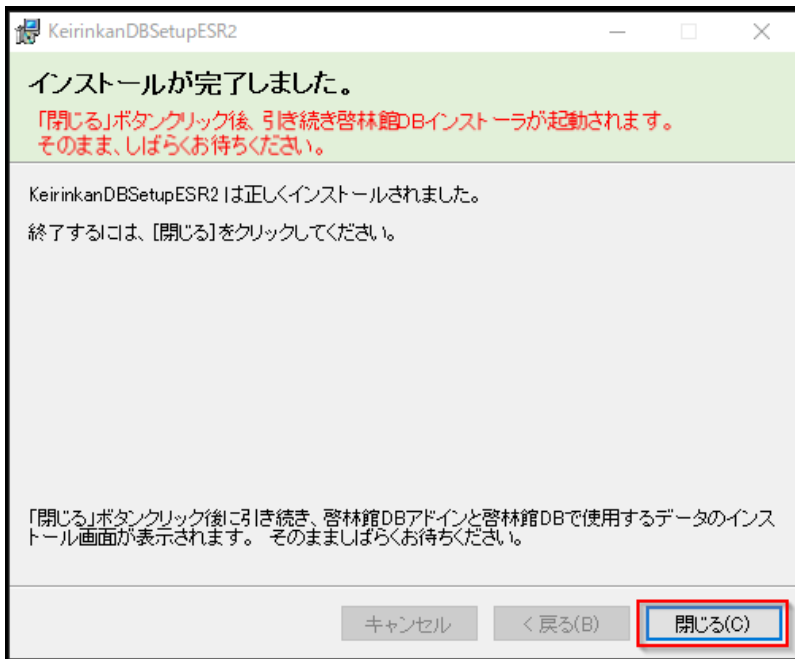 KeirinkanDBSetupESR2
インストールが完了しました。
「閉じる」ボタンクリック後、引き続き啓林館DBインストーラが起動されます。
そのまま、しばらくお待ちください。
KeirinkanDBSetupESR2 は正しくインストールされました。
終了するには、[閉じる]をクリックしてください。
「閉じる」ボタンクリック後に引き続き、啓林館DBアドインと啓林館DBで使用するデータのインス
トール画面が表示されます。 そのまましばらくお待ちください。
キャンセル
< 戻る(B)
閉じる(C)